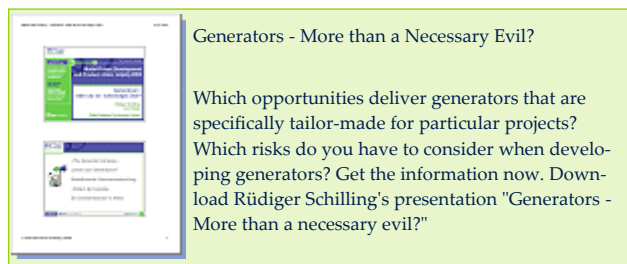 Generators - More than a Necessary Evil?
Which opportunities deliver generators that are
specifically tailor-made for particular projects?
Which risks do you have to consider when develo-
ping generators? Get the information now. Down-
load Rüdiger Schilling's presentation "Generators -
More than a necessary evil?"